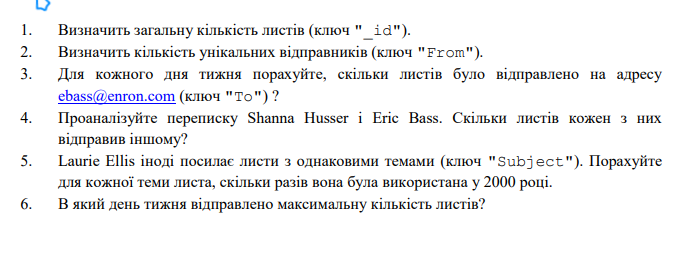 1. Визначить загальну кількість листів (ключ "_id").
2. Визначить кількість унікальних відправників (ключ "From").
3. Для кожного дня тижня порахуйте, скільки листів було відправлено на адресу
ebass@enron.com (ключ "To") ?
4. Проаналізуйте переписку Shanna Husser і Eric Bass. Скільки листів кожен з них
відправив іншому?
5. Laurie Ellis іноді посилає листи з однаковими темами (ключ "Subject"). Порахуйте
для кожної теми листа, скільки разів вона була використана у 2000 році.
6. В який день тижня відправлено максимальну кількість листів?